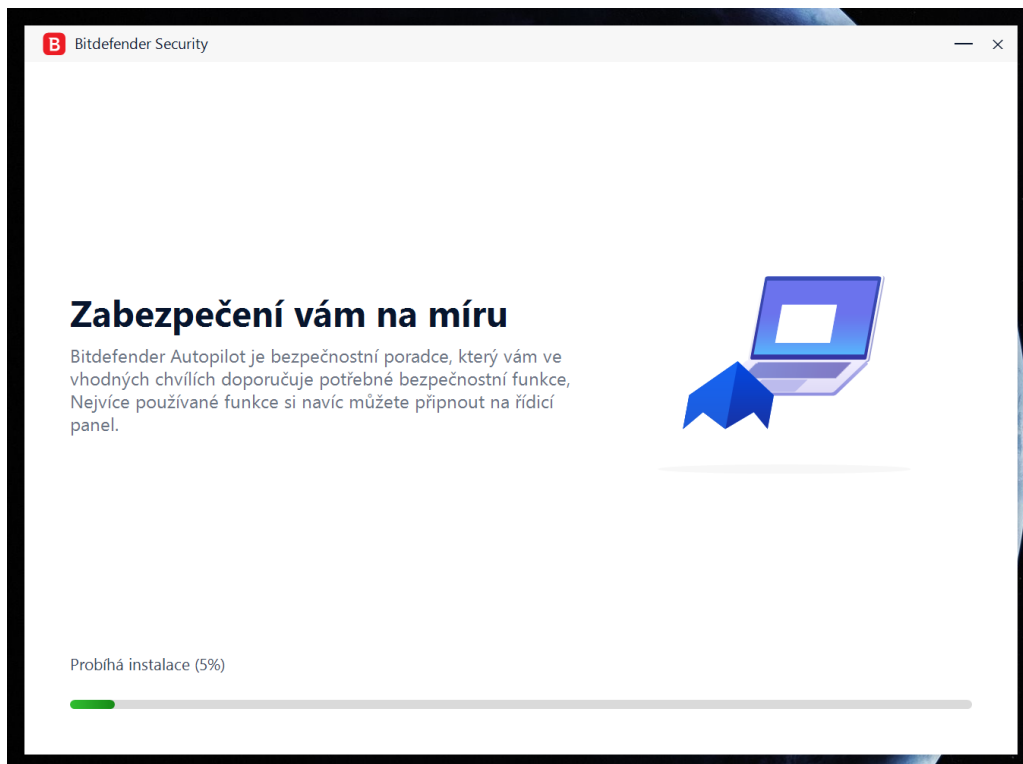 B Bitdefender Security
Zabezpečení vám na míru
Bitdefender Autopilot je bezpečnostní poradce, který vám ve
vhodných chvílích doporučuje potřebné bezpečnostní funkce,
Nejvíce používané funkce si navíc můžete připnout na řídicí
panel.
Probíhá instalace (5%)